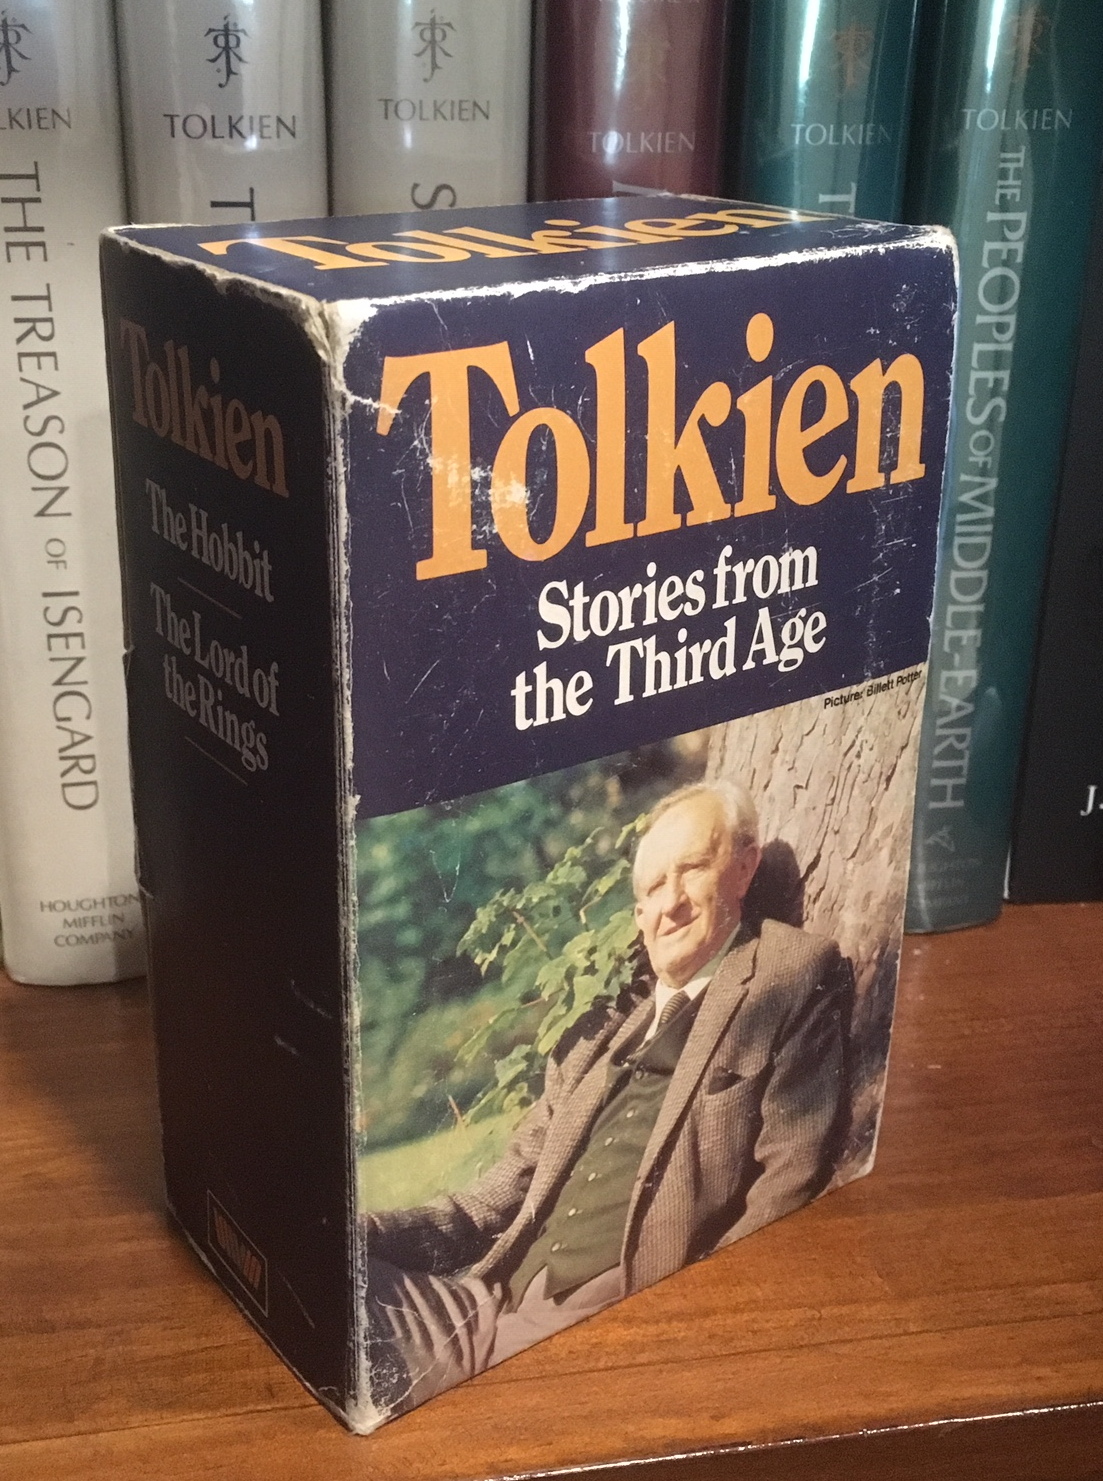 TOLKIEN
THE TREASON OF ISENGARD
HOUGHTON
MIFFLIN
COMPANY
TOLKIEN
T
TOLKIEN
S
TOLKIEN
TOLKIEN
T
TOLKIEN
THE PEOPLES OF MIDDLE-EARTH
J.
Tolkien
Tolkien
The Hobbit
The Lord of
the Rings
Tolkien
Stories from
the Third Age
Picture: Billett Potter